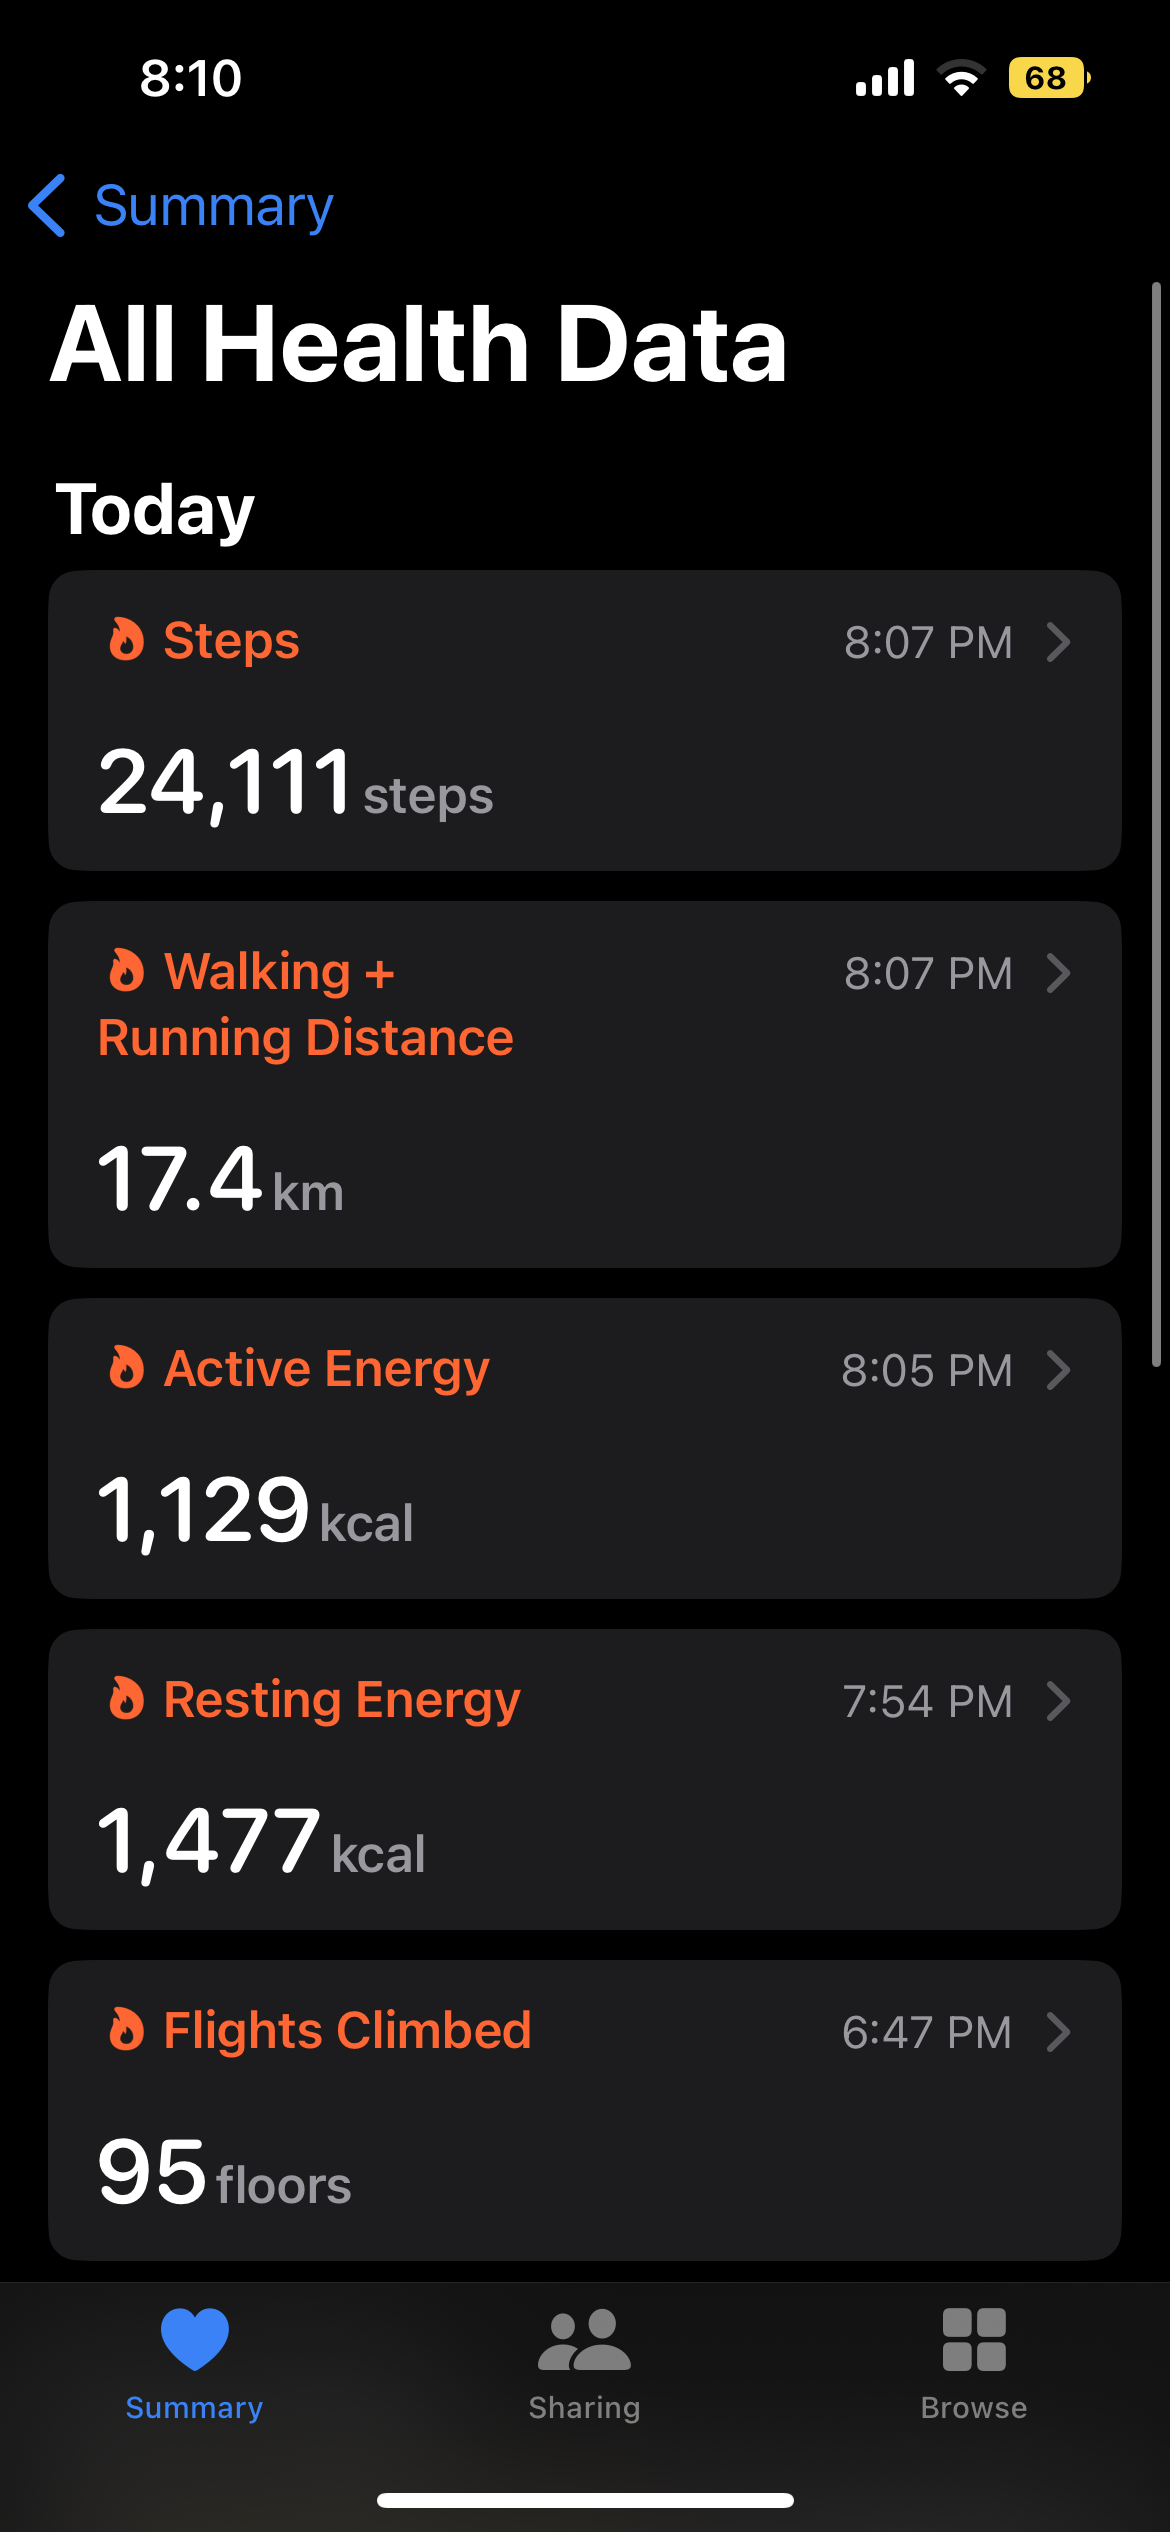 8:10
68
Summary
All Health Data
Today
Steps 8:07 PM
24,111 steps
Walking + 8:07 PM
Running Distance
17.4 km
Active Energy 8:05 PM
1,129 kcal
Resting Energy 7:54 PM
1,477 kcal
Flights Climbed 6:47 PM
95 floors
Summary Sharing Browse